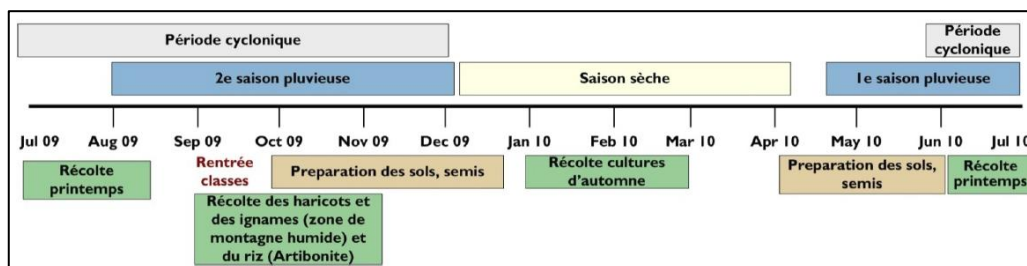 Période cyclonique
Période
cyclonique
2e saison pluvieuse
Saison sèche
1e saison pluvieuse
Jul 09
Aug 09
Sep 09
Oct 09
Nov 09
Dec 09
Jan 10
Feb 10
Mar 10
Apr 10
May 10
Jun 10
Jul 10
Récolte
printemps
Rentrée
classes
Preparation des sols, semis
Récolte cultures
d'automne
Preparation des sols,
semis
Récolte
printemps
Récolte des haricots et
des ignames (zone de
montagne humide) et
du riz (Artibonite)